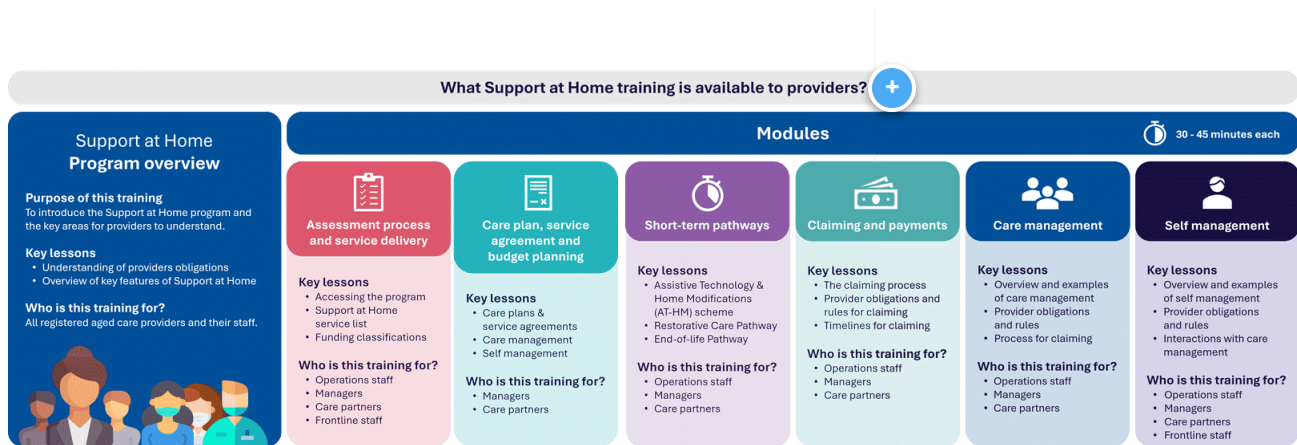 What Support at Home training is available to providers?
Support at Home
Program overview
Purpose of this training
To introduce the Support at Home program and
the key areas for providers to understand.
Key lessons
• Understanding of providers obligations
• Overview of key features of Support at Home
Who is this training for?
All registered aged care providers and their staff.
Modules
30 - 45 minutes each
Assessment process
and service delivery
Key lessons
• Accessing the program
• Support at Home
service list
• Funding classifications
Who is this training for?
• Operations staff
• Managers
• Care partners
• Frontline staff
Care plan, service
agreement and
budget planning
Key lessons
• Care plans &
service agreements
• Care management
• Self management
Who is this training for?
• Managers
• Care partners
Short-term pathways
Key lessons
• Assistive Technology &
Home Modifications
(AT-HM) scheme
• Restorative Care Pathway
• End-of-life Pathway
Who is this training for?
• Operations staff
• Managers
• Care partners
Claiming and payments
Key lessons
• The claiming process
• Provider obligations and
rules for claiming
• Timelines for claiming
Who is this training for?
• Operations staff
• Managers
• Care partners
Care management
Key lessons
• Overview and examples
of care management
• Provider obligations
and rules
• Process for claiming
Who is this training for?
• Operations staff
• Managers
• Care partners
Self management
Key lessons
• Overview and examples
of self management
• Provider obligations
and rules
• Interactions with care
management
Who is this training for?
• Operations staff
• Managers
• Care partners
• Frontline staff